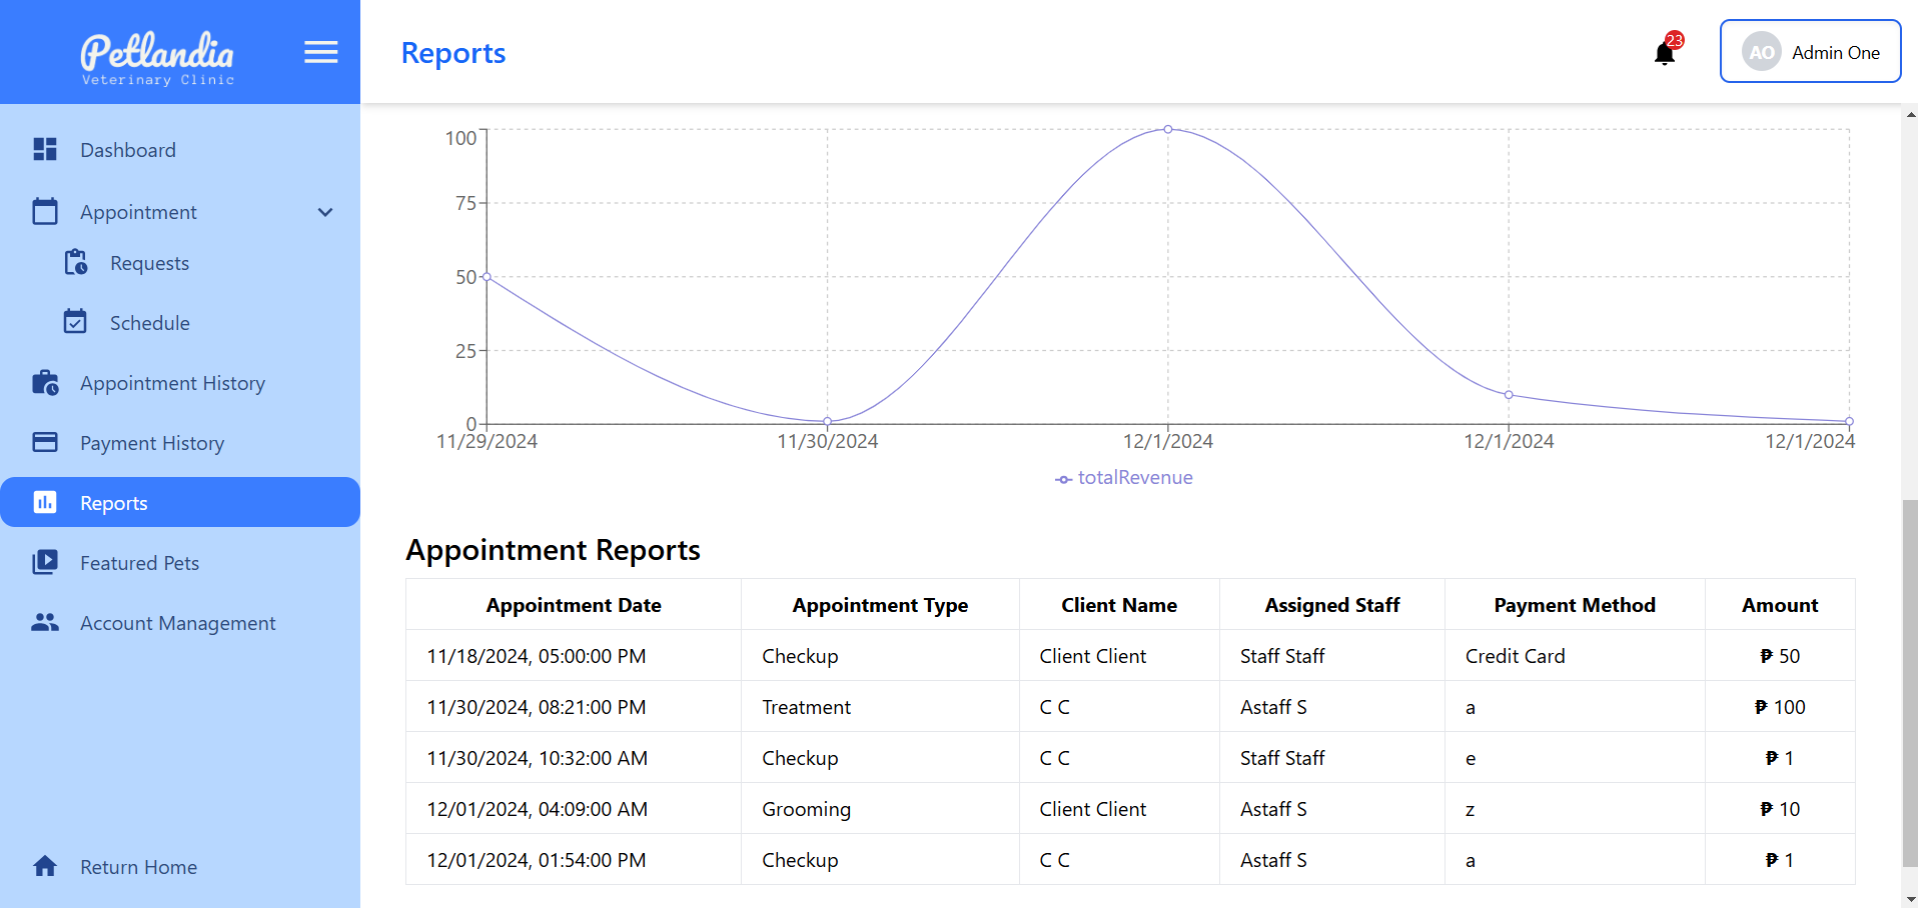 Petlandia
Veterinary Clinic
Reports
23
AO Admin One
Dashboard
Appointment
Requests
Schedule
Appointment History
Payment History
Reports
Featured Pets
Account Management
Return Home
100
75
50
25
0
11/29/2024 11/30/2024 12/1/2024 12/1/2024 12/1/2024
totalRevenue
Appointment Reports
Appointment Date Appointment Type Client Name Assigned Staff Payment Method Amount
11/18/2024, 05:00:00 PM Checkup Client Client Staff Staff Credit Card ₱ 50
11/30/2024, 08:21:00 PM Treatment C C Astaff S a ₱ 100
11/30/2024, 10:32:00 AM Checkup C C Staff Staff e ₱ 1
12/01/2024, 04:09:00 AM Grooming Client Client Astaff S z ₱ 10
12/01/2024, 01:54:00 PM Checkup C C Astaff S a ₱ 1